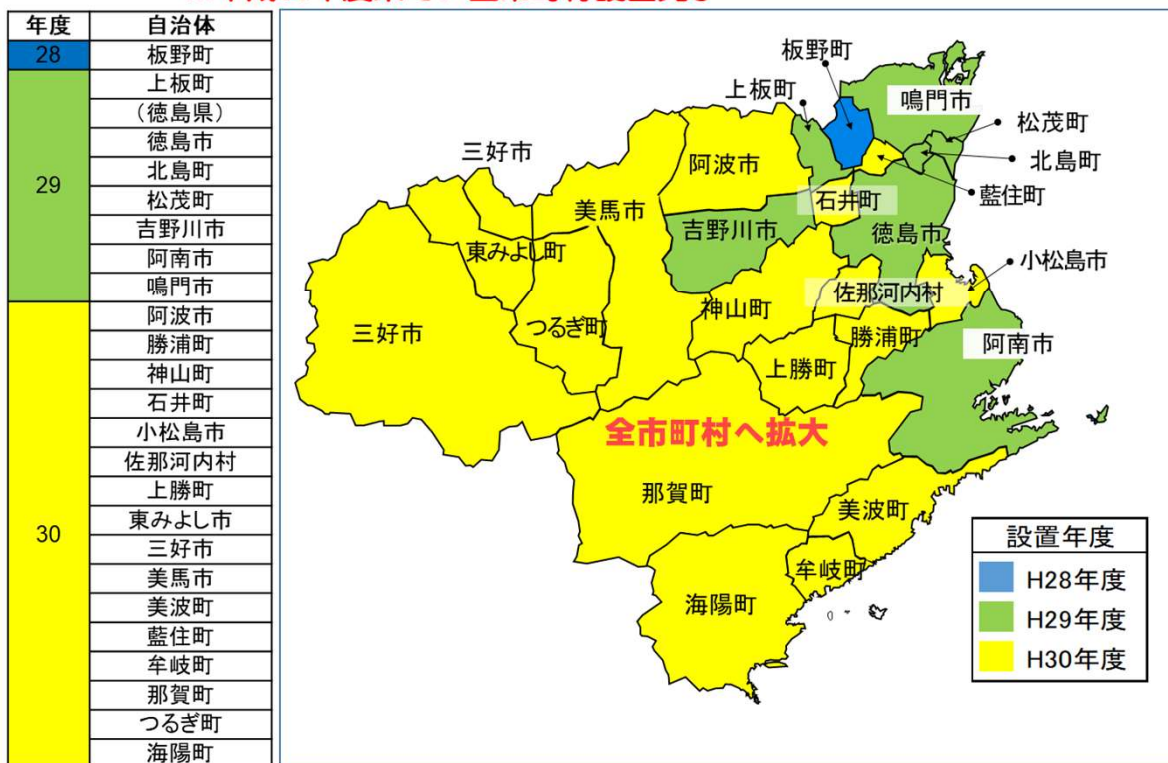 年度 自治体
28 板野町
29
上板町
（徳島県）
徳島市
北島町
松茂町
吉野川市
阿南市
鳴門市
30
阿波市
勝浦町
神山町
石井町
小松島市
佐那河内村
上勝町
東みよし市
三好市
美馬市
美波町
藍住町
牟岐町
那賀町
つるぎ町
海陽町
板野町
上板町
鳴門市
松茂町
北島町
藍住町
三好市
阿波市
石井町
美馬市
吉野川市
徳島市
東みよし町
小松島市
佐那河内村
神山町
三好市
つるぎ町
勝浦町
阿南市
上勝町
全市町村へ拡大
那賀町
美波町
牟岐町
海陽町
設置年度
H28年度
H29年度
H30年度